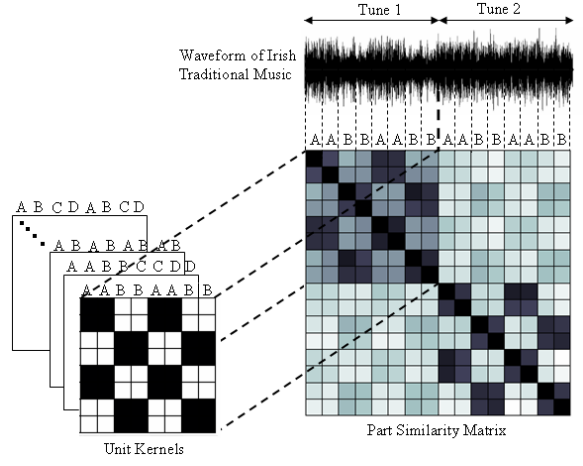 Tune 1 Tune 2
Waveform of Irish
Traditional Music
A A B B A A B B A A B B A A B B
A B C D A B C D
A B A B A B A B
A A B B C C D D
A A B B A A B B
Part Similarity Matrix
Unit Kernels